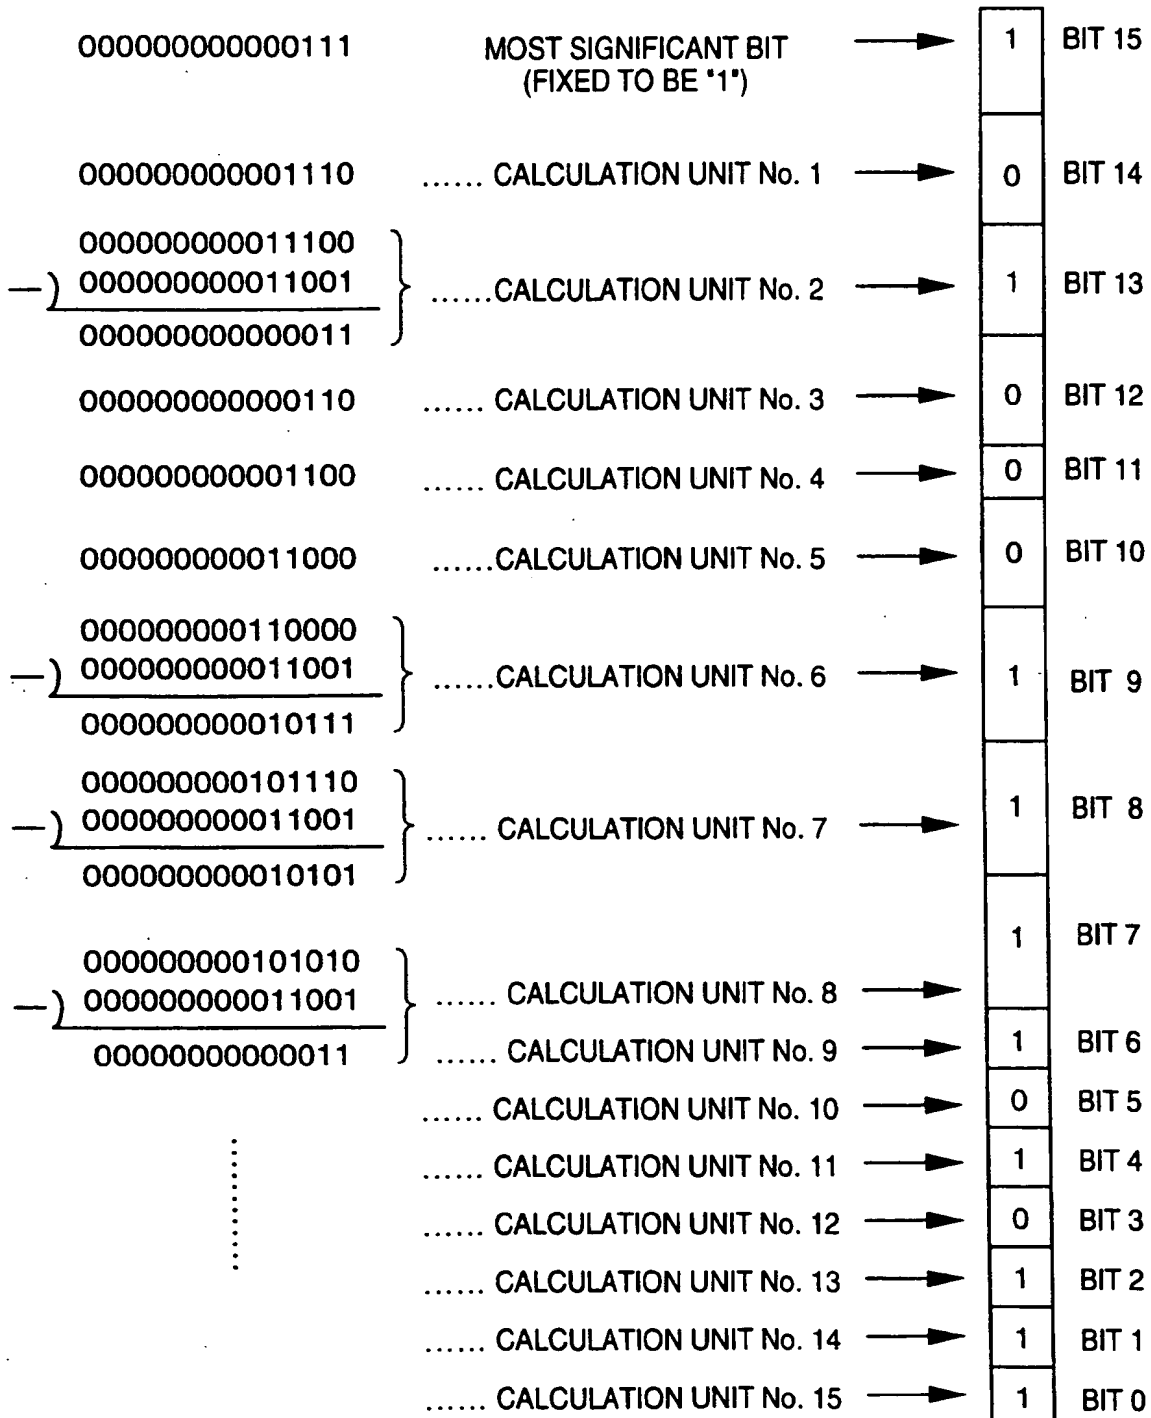 000000000000111 MOST SIGNIFICANT BIT 1 BIT 15
(FIXED TO BE "1")
000000000001110 ...... CALCULATION UNIT No. 1 0 BIT 14
000000000011100
—) 000000000011001 ......CALCULATION UNIT No. 2 1 BIT 13
000000000000011
000000000000110 ...... CALCULATION UNIT No. 3 0 BIT 12
000000000001100 ...... CALCULATION UNIT No. 4 0 BIT 11
000000000011000 ......CALCULATION UNIT No. 5 0 BIT 10
000000000110000
—) 000000000011001 ......CALCULATION UNIT No. 6 1 BIT 9
000000000010111
000000000101110
—) 000000000011001 ...... CALCULATION UNIT No. 7 1 BIT 8
000000000010101
1 BIT 7
000000000101010
—) 000000000011001 ...... CALCULATION UNIT No. 8
00000000000011 ...... CALCULATION UNIT No. 9 1 BIT 6
...... CALCULATION UNIT No. 10 0 BIT 5
...... CALCULATION UNIT No. 11 1 BIT 4
...... CALCULATION UNIT No. 12 0 BIT 3
...... CALCULATION UNIT No. 13 1 BIT 2
...... CALCULATION UNIT No. 14 1 BIT 1
...... CALCULATION UNIT No. 15 1 BIT 0